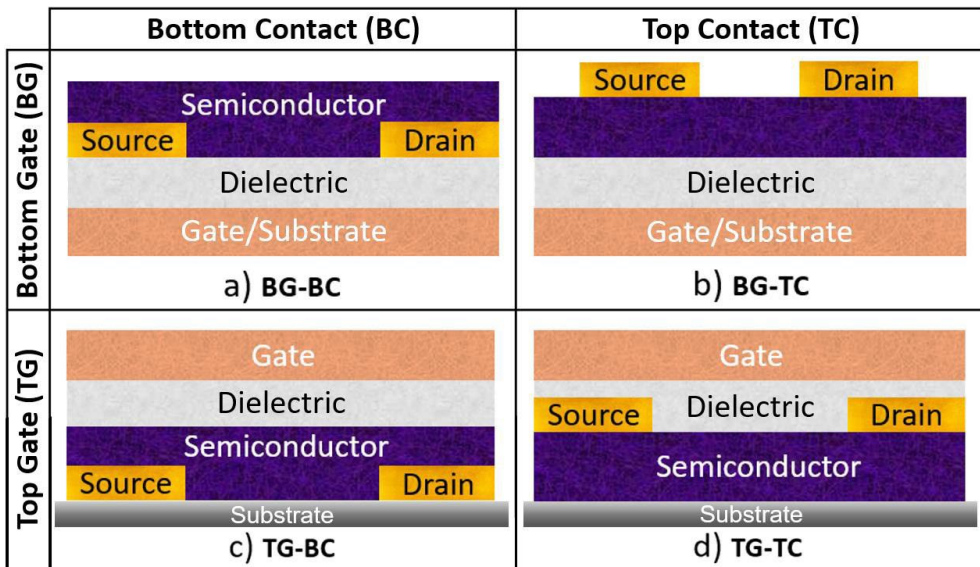 Bottom Contact (BC)
Top Contact (TC)
Bottom Gate (BG)
Semiconductor
Source
Drain
Dielectric
Gate/Substrate
a) BG-BC
Source
Drain
Dielectric
Gate/Substrate
b) BG-TC
Top Gate (TG)
Gate
Dielectric
Semiconductor
Source
Drain
Substrate
c) TG-BC
Gate
Source
Dielectric
Drain
Semiconductor
Substrate
d) TG-TC